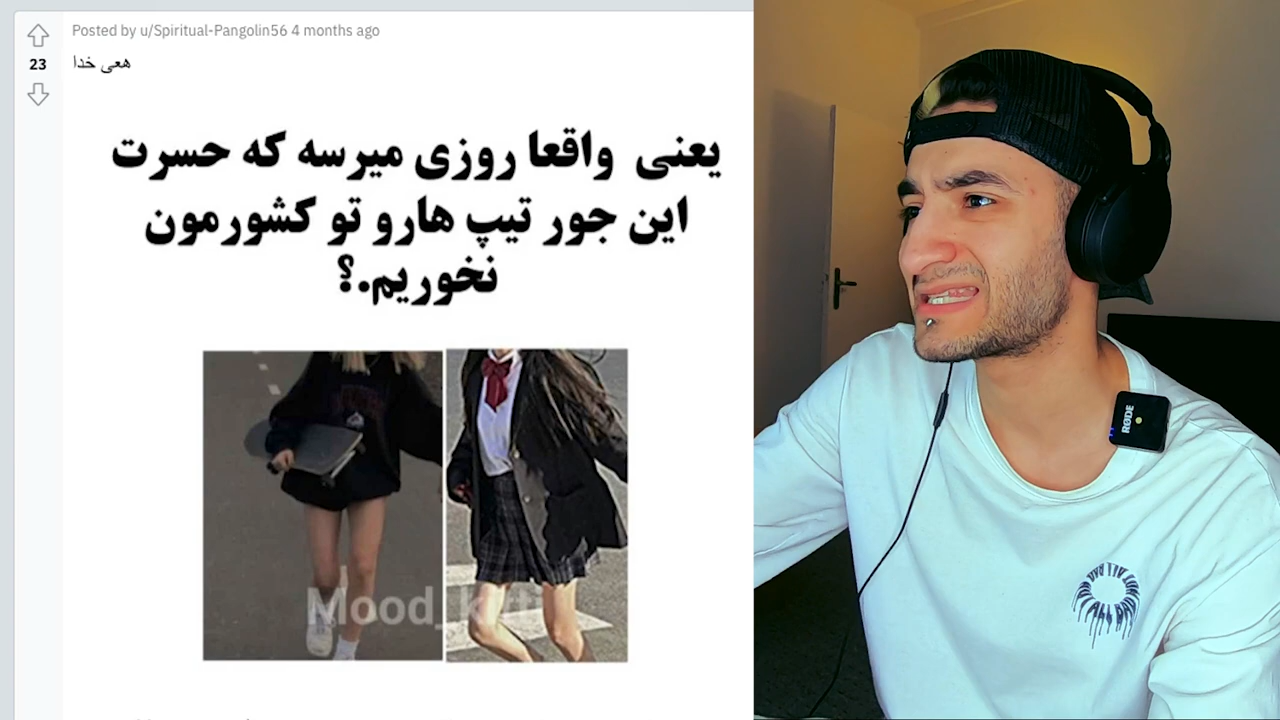 Posted by u/Spiritual-Pangolin56 4 months ago
23
هعی خدا
یعنی واقعا روزی میرسه که حسرت
این جور تیپ هارو تو کشورمون
نخوریم.؟
RØDE